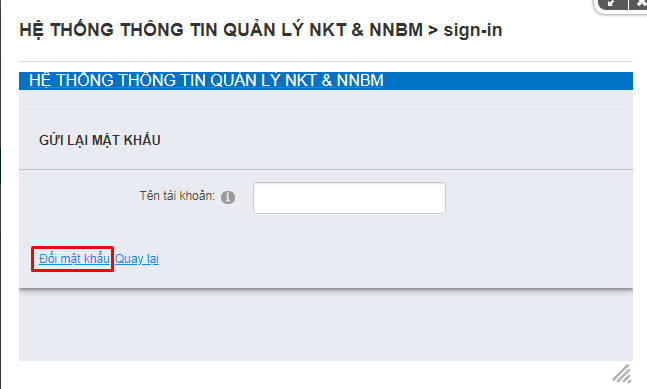 HỆ THỐNG THÔNG TIN QUẢN LÝ NKT & NNBM > sign-in
HỆ THỐNG THÔNG TIN QUẢN LÝ NKT & NNBM
GỬI LẠI MẬT KHẨU
Tên tài khoản:
Đổi mật khẩu Quay lại